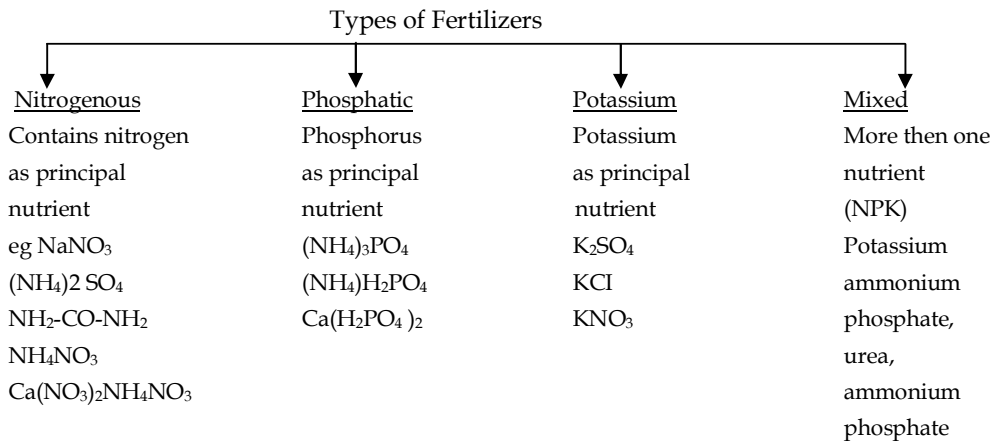 Types of Fertilizers
Nitrogenous
Contains nitrogen
as principal
nutrient
eg NaNO₃
(NH₄)2 SO₄
NH₂-CO-NH₂
NH₄NO₃
Ca(NO₃)₂NH₄NO₃
Phosphatic
Phosphorus
as principal
nutrient
(NH₄)₃PO₄
(NH₄)H₂PO₄
Ca(H₂PO₄ )₂
Potassium
Potassium
as principal
nutrient
K₂SO₄
KCI
KNO₃
Mixed
More then one
nutrient
(NPK)
Potassium
ammonium
phosphate,
urea,
ammonium
phosphate